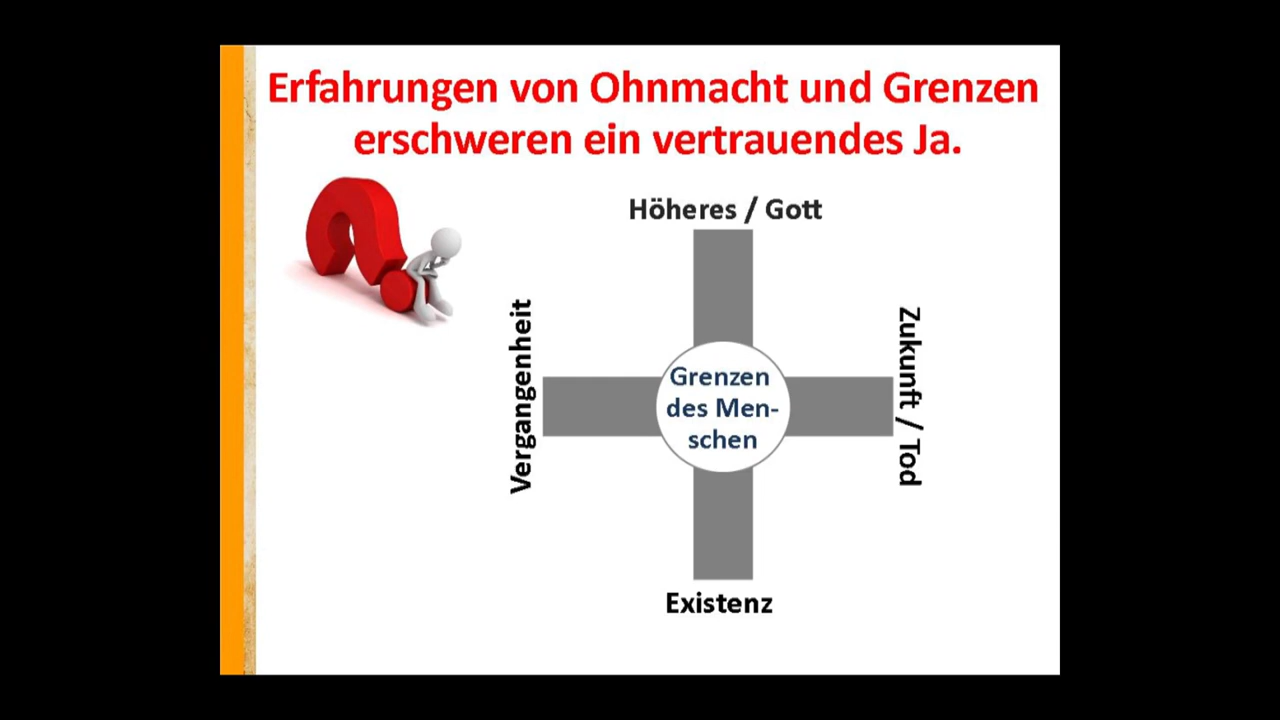 Erfahrungen von Ohnmacht und Grenzen
erschweren ein vertrauendes Ja.
Höheres / Gott
Vergangenheit
Grenzen
des Men-
schen
Zukunft / Tod
Existenz